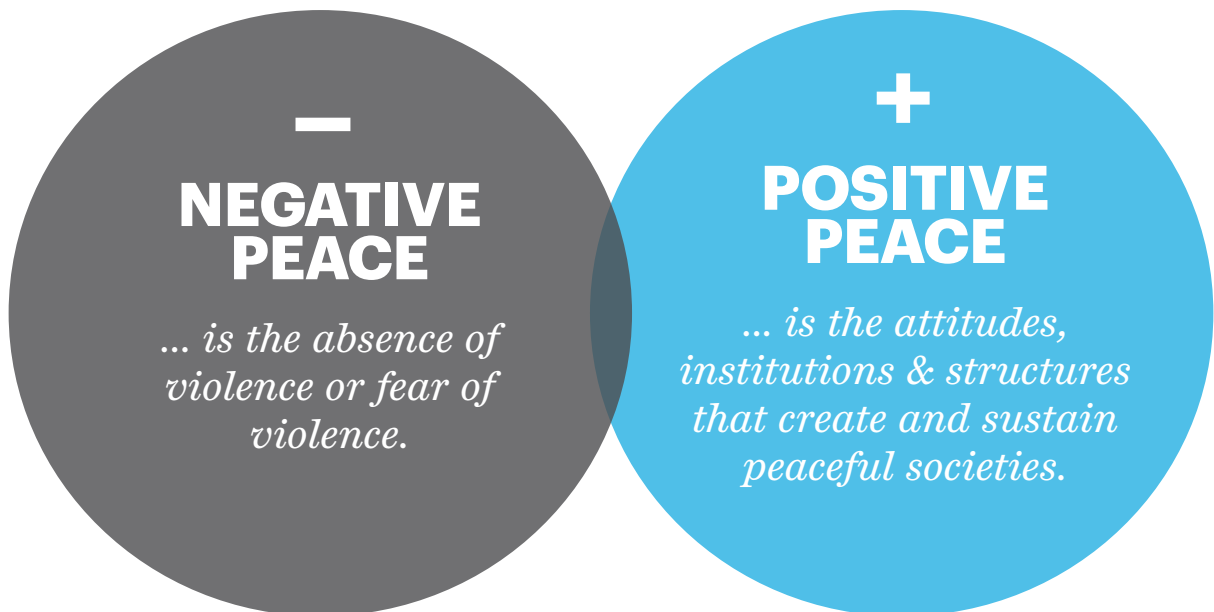 −
NEGATIVE
PEACE
... is the absence of
violence or fear of
violence.
+
POSITIVE
PEACE
... is the attitudes,
institutions & structures
that create and sustain
peaceful societies.